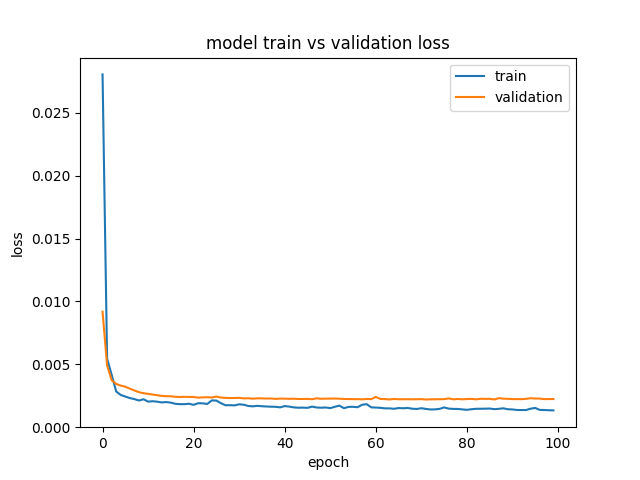 model train vs validation loss
train
validation
loss
0.025
0.020
0.015
0.010
0.005
0.000
0 20 40 60 80 100
epoch